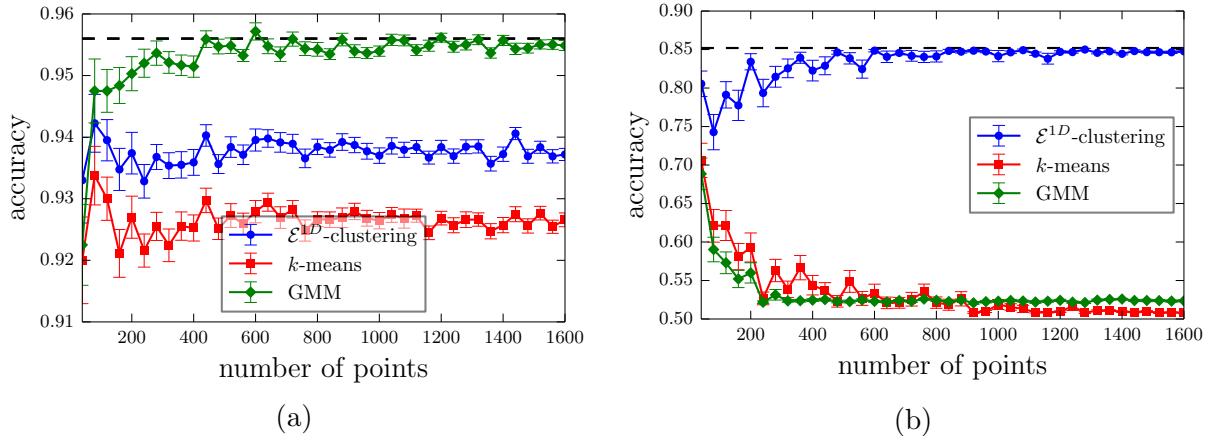 0.96
0.95
0.94
0.93
0.92
0.91
accuracy
200 400 600 800 1000 1200 1400 1600
number of points
ℰ¹ᴰ-clustering
k-means
GMM
(a)
0.90
0.85
0.80
0.75
0.70
0.65
0.60
0.55
0.50
accuracy
200 400 600 800 1000 1200 1400 1600
number of points
ℰ¹ᴰ-clustering
k-means
GMM
(b)